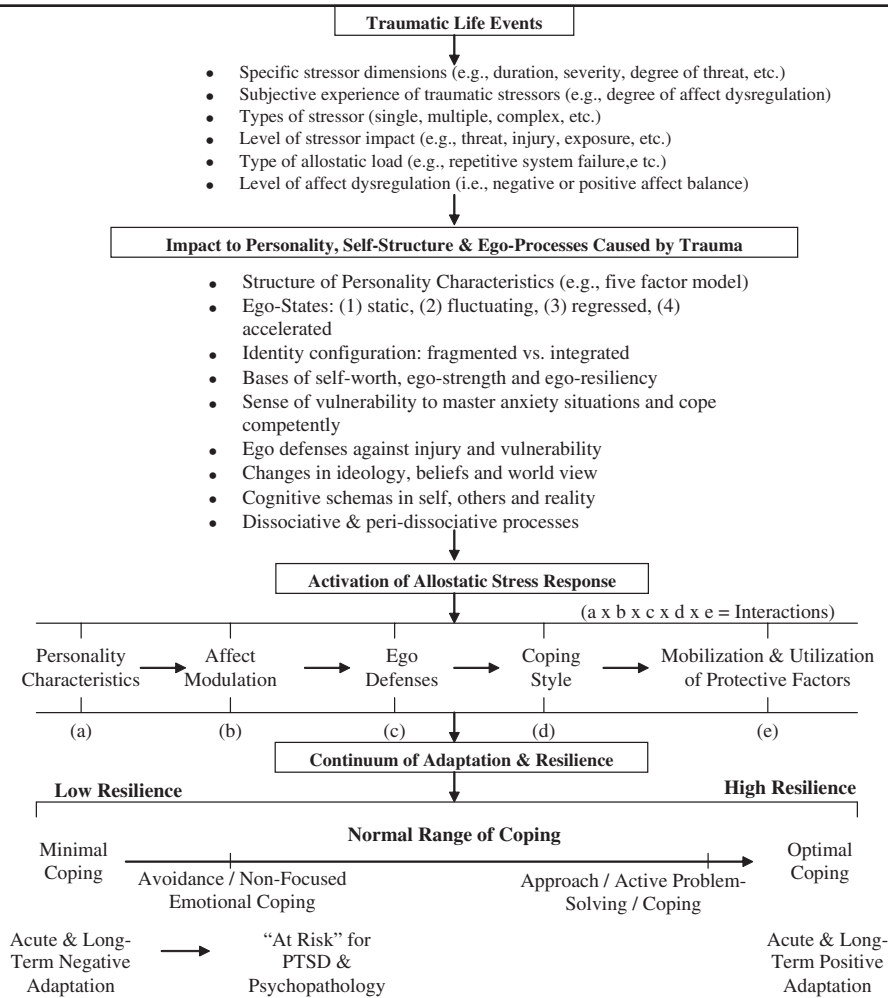 Traumatic Life Events
• Specific stressor dimensions (e.g., duration, severity, degree of threat, etc.)
• Subjective experience of traumatic stressors (e.g., degree of affect dysregulation)
• Types of stressor (single, multiple, complex, etc.)
• Level of stressor impact (e.g., threat, injury, exposure, etc.)
• Type of allostatic load (e.g., repetitive system failure,e tc.)
• Level of affect dysregulation (i.e., negative or positive affect balance)
Impact to Personality, Self-Structure & Ego-Processes Caused by Trauma
• Structure of Personality Characteristics (e.g., five factor model)
• Ego-States: (1) static, (2) fluctuating, (3) regressed, (4)
accelerated
• Identity configuration: fragmented vs. integrated
• Bases of self-worth, ego-strength and ego-resiliency
• Sense of vulnerability to master anxiety situations and cope
competently
• Ego defenses against injury and vulnerability
• Changes in ideology, beliefs and world view
• Cognitive schemas in self, others and reality
• Dissociative & peri-dissociative processes
Activation of Allostatic Stress Response
(a x b x c x d x e = Interactions)
Personality
Characteristics
Affect
Modulation
Ego
Defenses
Coping
Style
Mobilization & Utilization
of Protective Factors
(a) (b) (c) (d) (e)
Continuum of Adaptation & Resilience
Low Resilience
High Resilience
Normal Range of Coping
Minimal
Coping
Avoidance / Non-Focused
Emotional Coping
Approach / Active Problem-
Solving / Coping
Optimal
Coping
Acute & Long-
Term Negative
Adaptation
“At Risk” for
PTSD &
Psychopathology
Acute & Long-
Term Positive
Adaptation